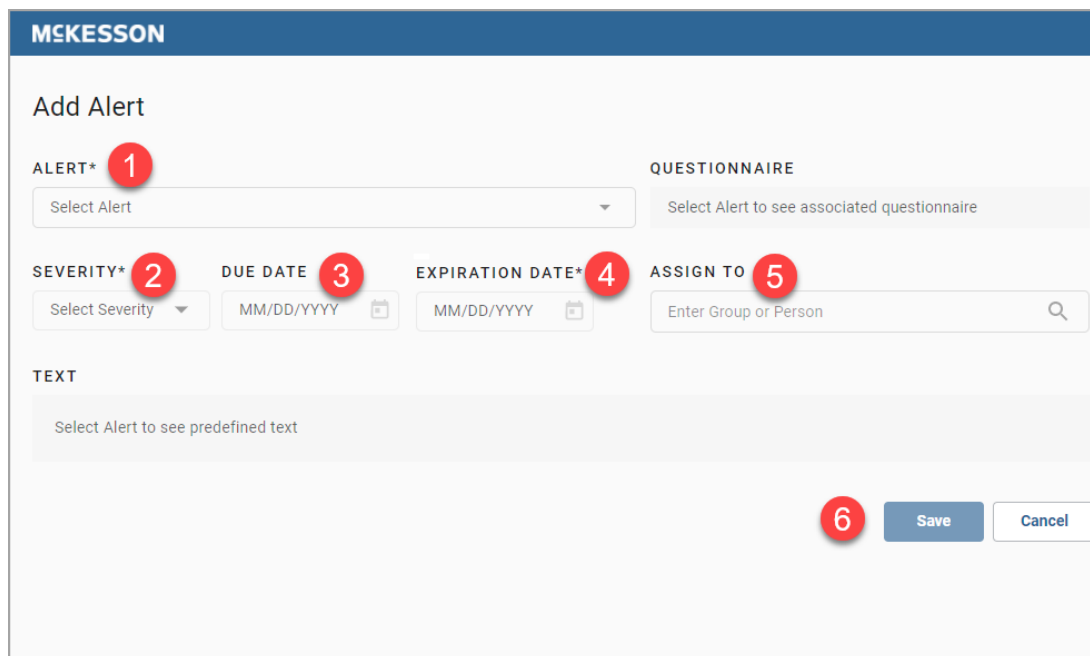 MCKESSON
Add Alert
ALERT* 1
QUESTIONNAIRE
Select Alert
Select Alert to see associated questionnaire
SEVERITY* 2
DUE DATE 3
EXPIRATION DATE* 4
ASSIGN TO 5
Select Severity
MM/DD/YYYY
MM/DD/YYYY
Enter Group or Person
TEXT
Select Alert to see predefined text
6
Save
Cancel